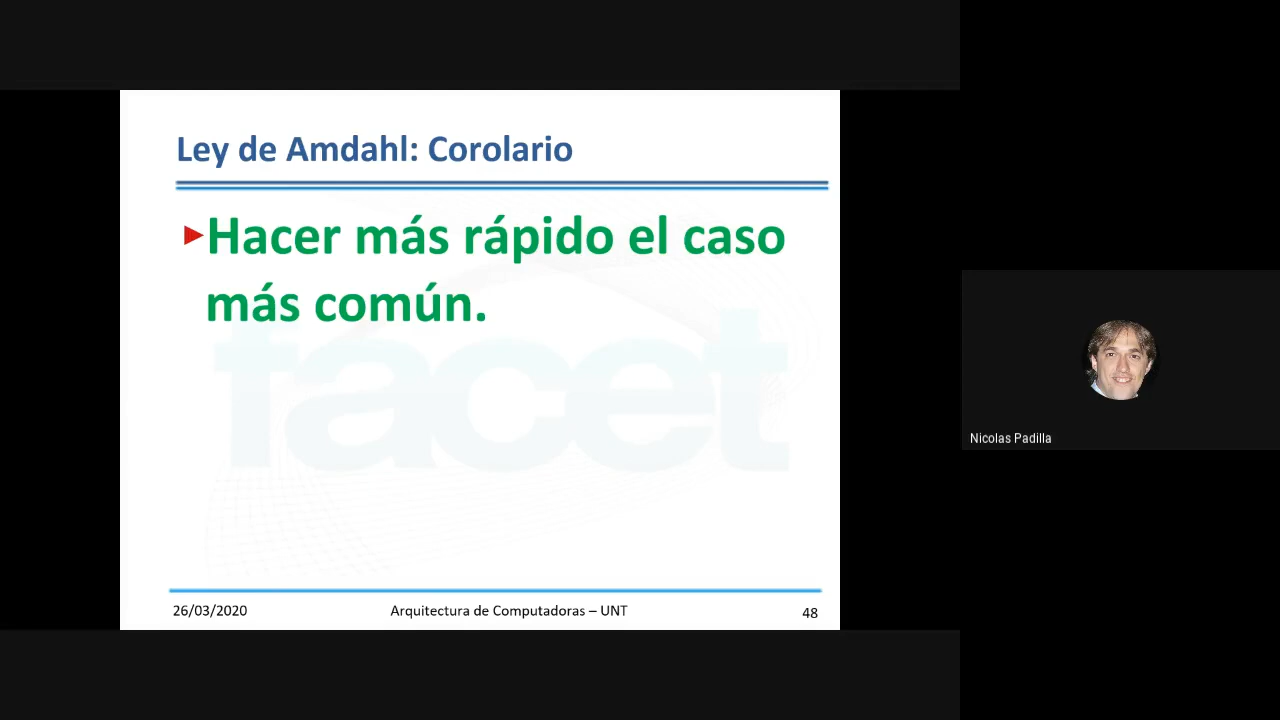 Ley de Amdahl: Corolario
Hacer más rápido el caso
más común.
facet
26/03/2020
Arquitectura de Computadoras – UNT
48
Nicolas Padilla